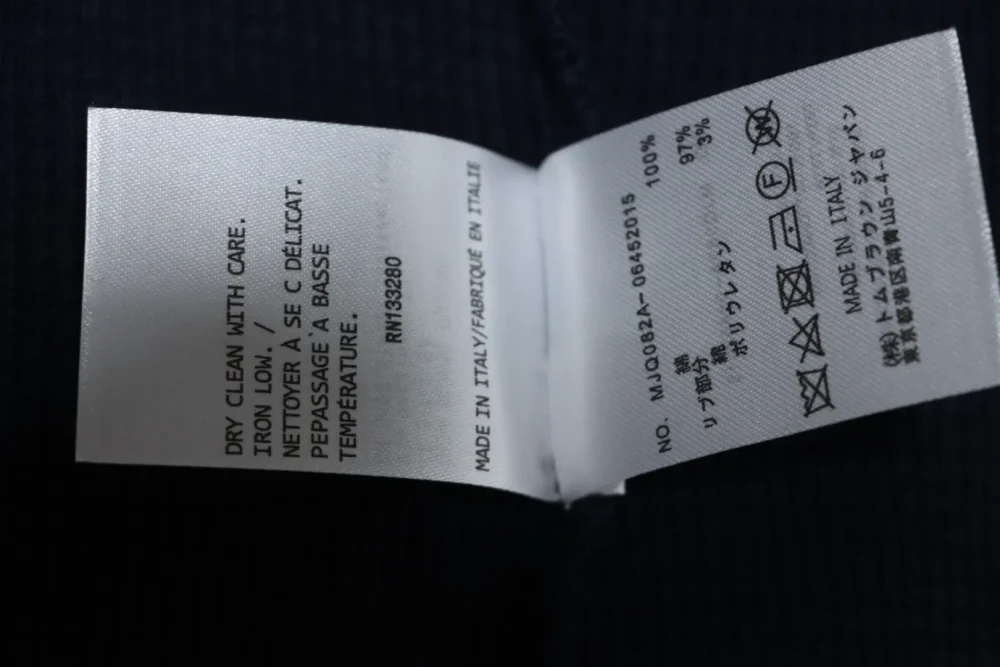 DRY CLEAN WITH CARE.
IRON LOW. /
NETTOYER À SE C DÉLICAT.
PEPASSAGE`A BASSE
TEMPÉRATURE.
RN133280
MADE IN ITALY/FABRIQUE EN ITALIE
NO. MJQ082A-06452015
綿 100%
リブ部分
綿 97%
ポリウレタン 3%
MADE IN ITALY
(株)トムブラウン ジャパン
東京都港区南青山5-4-6